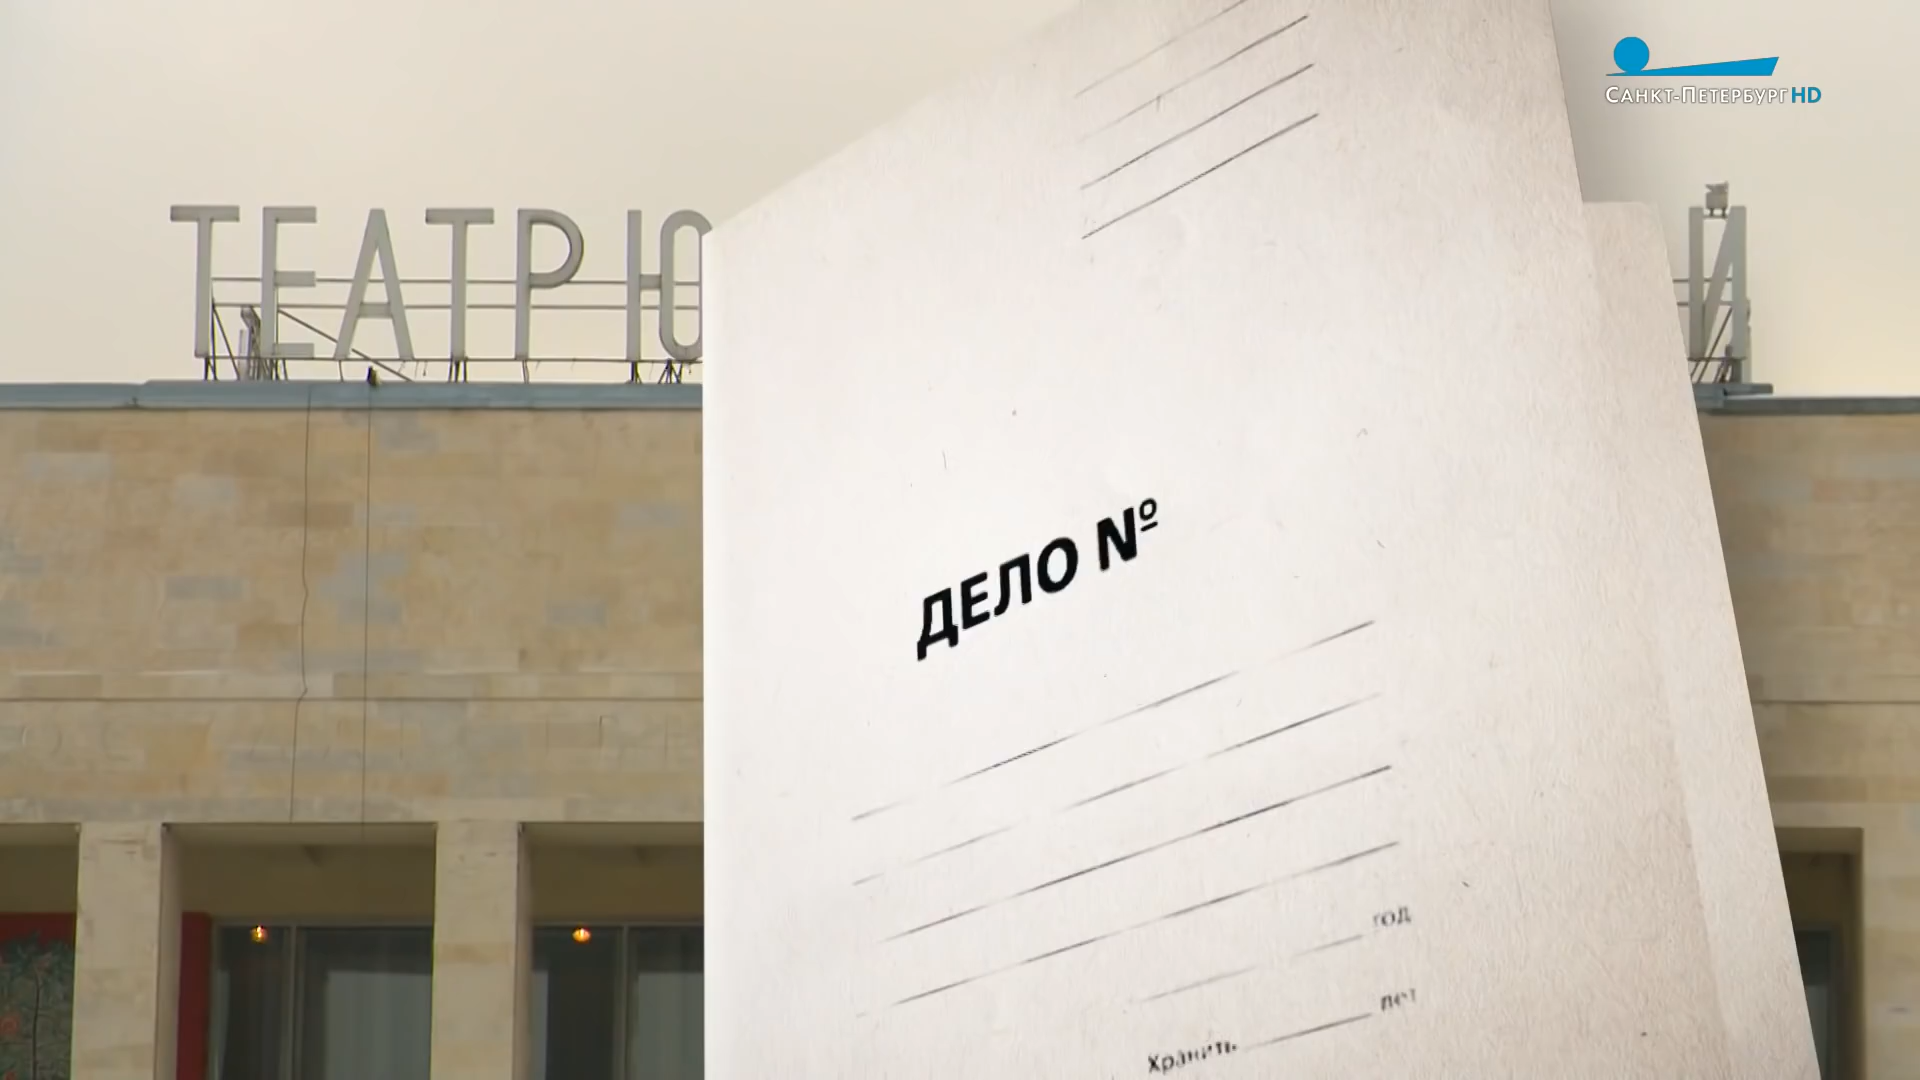 САНКТ-ПЕТЕРБУРГ HD
ТЕАТР Ю
ДЕЛО №
год
лет
Хранить